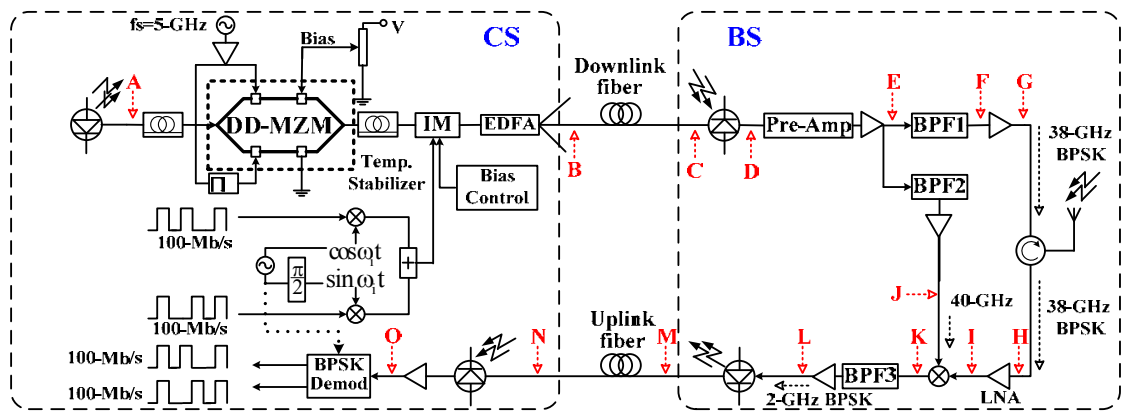 fs=5-GHz
Bias
V
CS
BS
A
DD-MZM
IM
EDFA
Temp.
Stabilizer
Bias
Control
B
Downlink
fiber
C
D
Pre-Amp
E
BPF1
F
G
38-GHz
BPSK
BPF2
Π
100-Mb/s
cosω₁t
π
2
sinω₁t
+
100-Mb/s
J
40-GHz
38-GHz
BPSK
100-Mb/s
100-Mb/s
BPSK
Demod
O
N
Uplink
fiber
M
L
2-GHz BPSK
BPF3
K
I
H
LNA